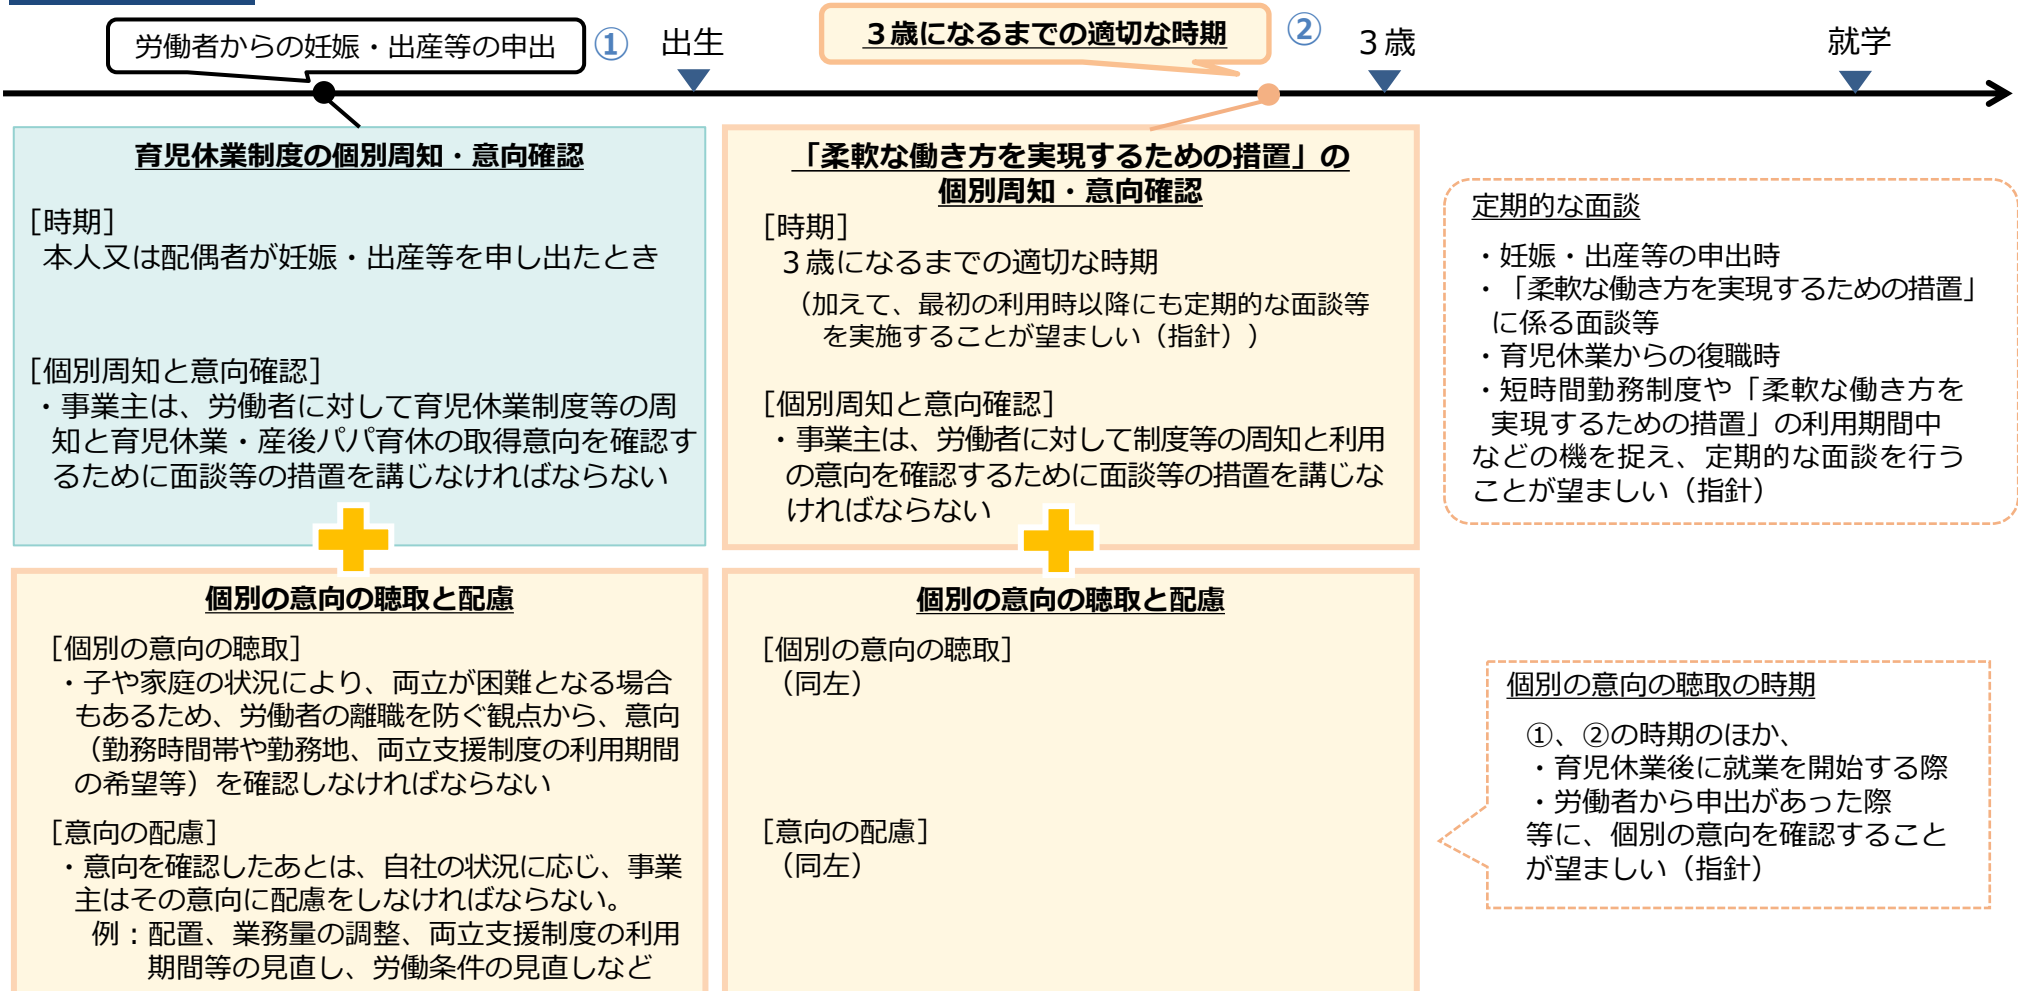 労働者からの妊娠・出産等の申出
①
出生
３歳になるまでの適切な時期
②
３歳
就学
育児休業制度の個別周知・意向確認
［時期］
本人又は配偶者が妊娠・出産等を申し出たとき
［個別周知と意向確認］
・事業主は、労働者に対して育児休業制度等の周
知と育児休業・産後パパ育休の取得意向を確認す
るために面談等の措置を講じなければならない
個別の意向の聴取と配慮
［個別の意向の聴取］
・子や家庭の状況により、両立が困難となる場合
もあるため、労働者の離職を防ぐ観点から、意向
（勤務時間帯や勤務地、両立支援制度の利用期間
の希望等）を確認しなければならない
［意向の配慮］
・意向を確認したあとは、自社の状況に応じ、事業
主はその意向に配慮をしなければならない。
例：配置、業務量の調整、両立支援制度の利用
期間等の見直し、労働条件の見直しなど
「柔軟な働き方を実現するための措置」の
個別周知・意向確認
［時期］
３歳になるまでの適切な時期
（加えて、最初の利用時以降にも定期的な面談等
を実施することが望ましい（指針））
［個別周知と意向確認］
・事業主は、労働者に対して制度等の周知と利用
の意向を確認するために面談等の措置を講じな
ければならない
個別の意向の聴取と配慮
［個別の意向の聴取］
（同左）
［意向の配慮］
（同左）
定期的な面談
・妊娠・出産等の申出時
・「柔軟な働き方を実現するための措置」
に係る面談等
・育児休業からの復職時
・短時間勤務制度や「柔軟な働き方を
実現するための措置」の利用期間中
などの機を捉え、定期的な面談を行う
ことが望ましい（指針）
個別の意向の聴取の時期
①、②の時期のほか、
・育児休業後に就業を開始する際
・労働者から申出があった際
等に、個別の意向を確認すること
が望ましい（指針）